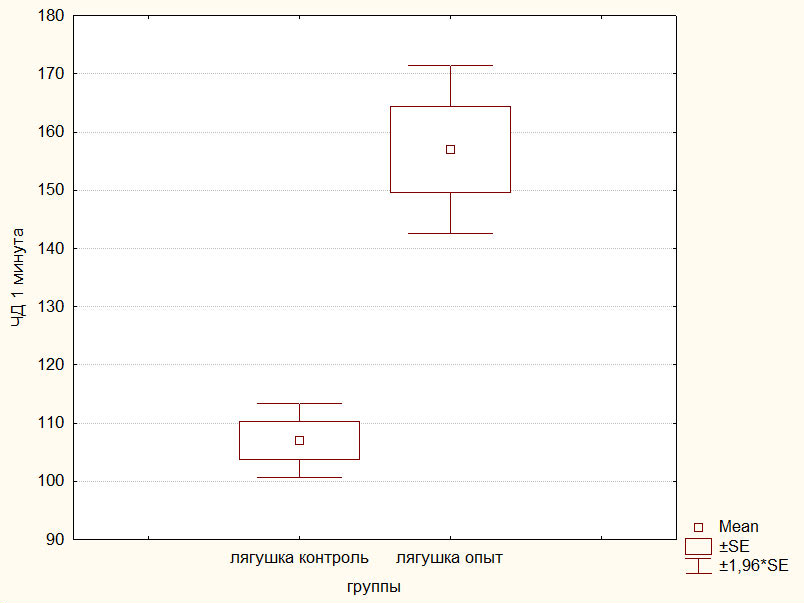 180
170
160
150
140
130
120
110
100
90
ЧД 1 минута
лягушка контроль
лягушка опыт
группы
Mean
±SE
±1,96*SE